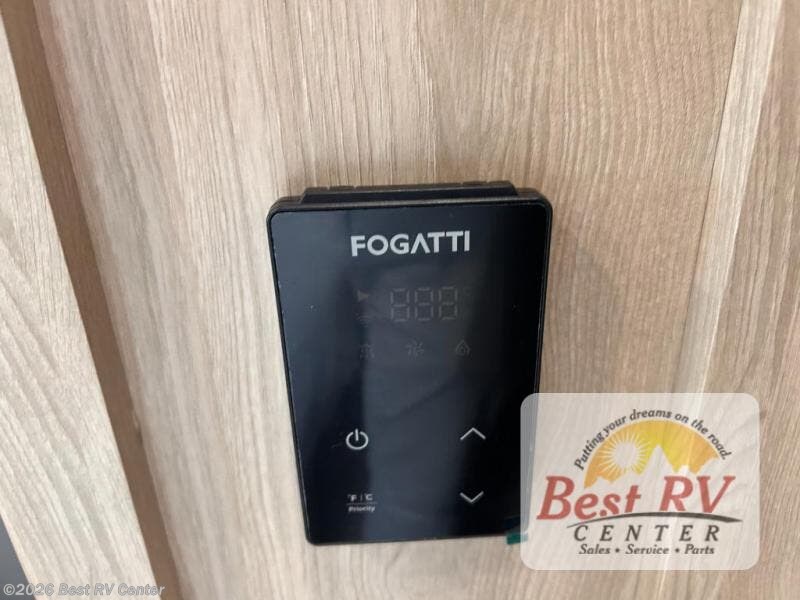 FOGATTI
888
°F | °C
Priority
Putting your dreams on the road.
Best RV
CENTER
Sales ★ Service ★ Parts
©2026 Best RV Center